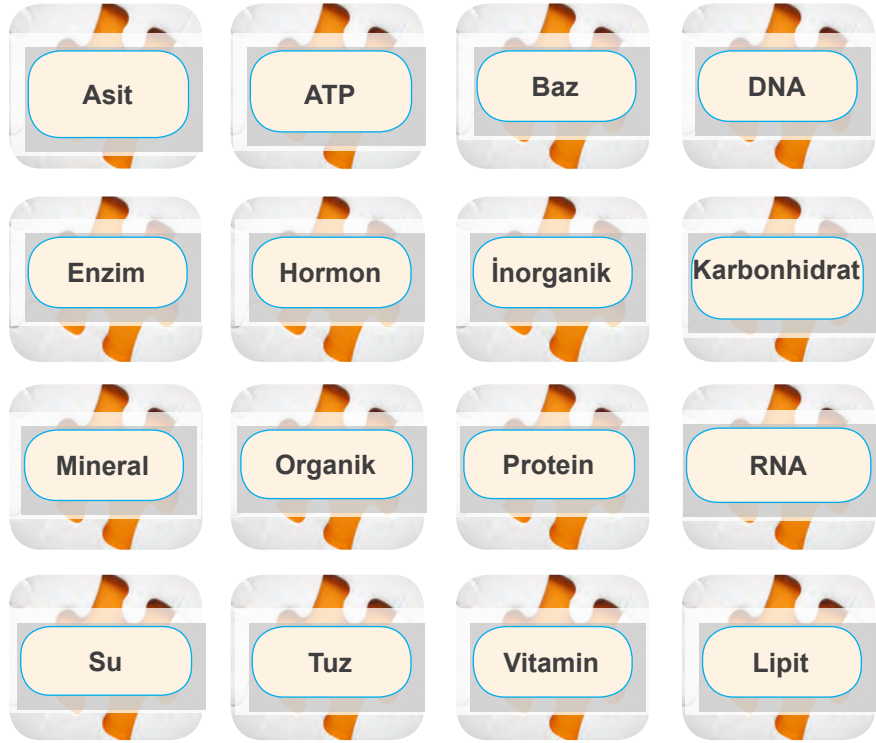 Asit
ATP
Baz
DNA
Enzim
Hormon
İnorganik
Karbonhidrat
Mineral
Organik
Protein
RNA
Su
Tuz
Vitamin
Lipit